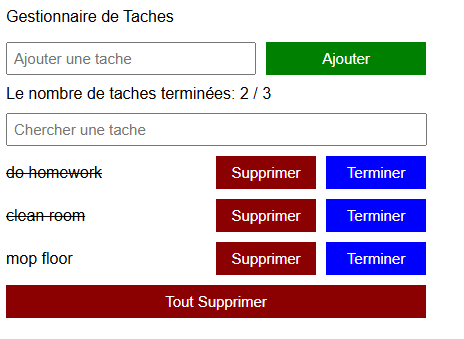 Gestionnaire de Taches
Ajouter une tache Ajouter
Le nombre de taches terminées: 2 / 3
Chercher une tache
do homework Supprimer Terminer
clean room Supprimer Terminer
mop floor Supprimer Terminer
Tout Supprimer